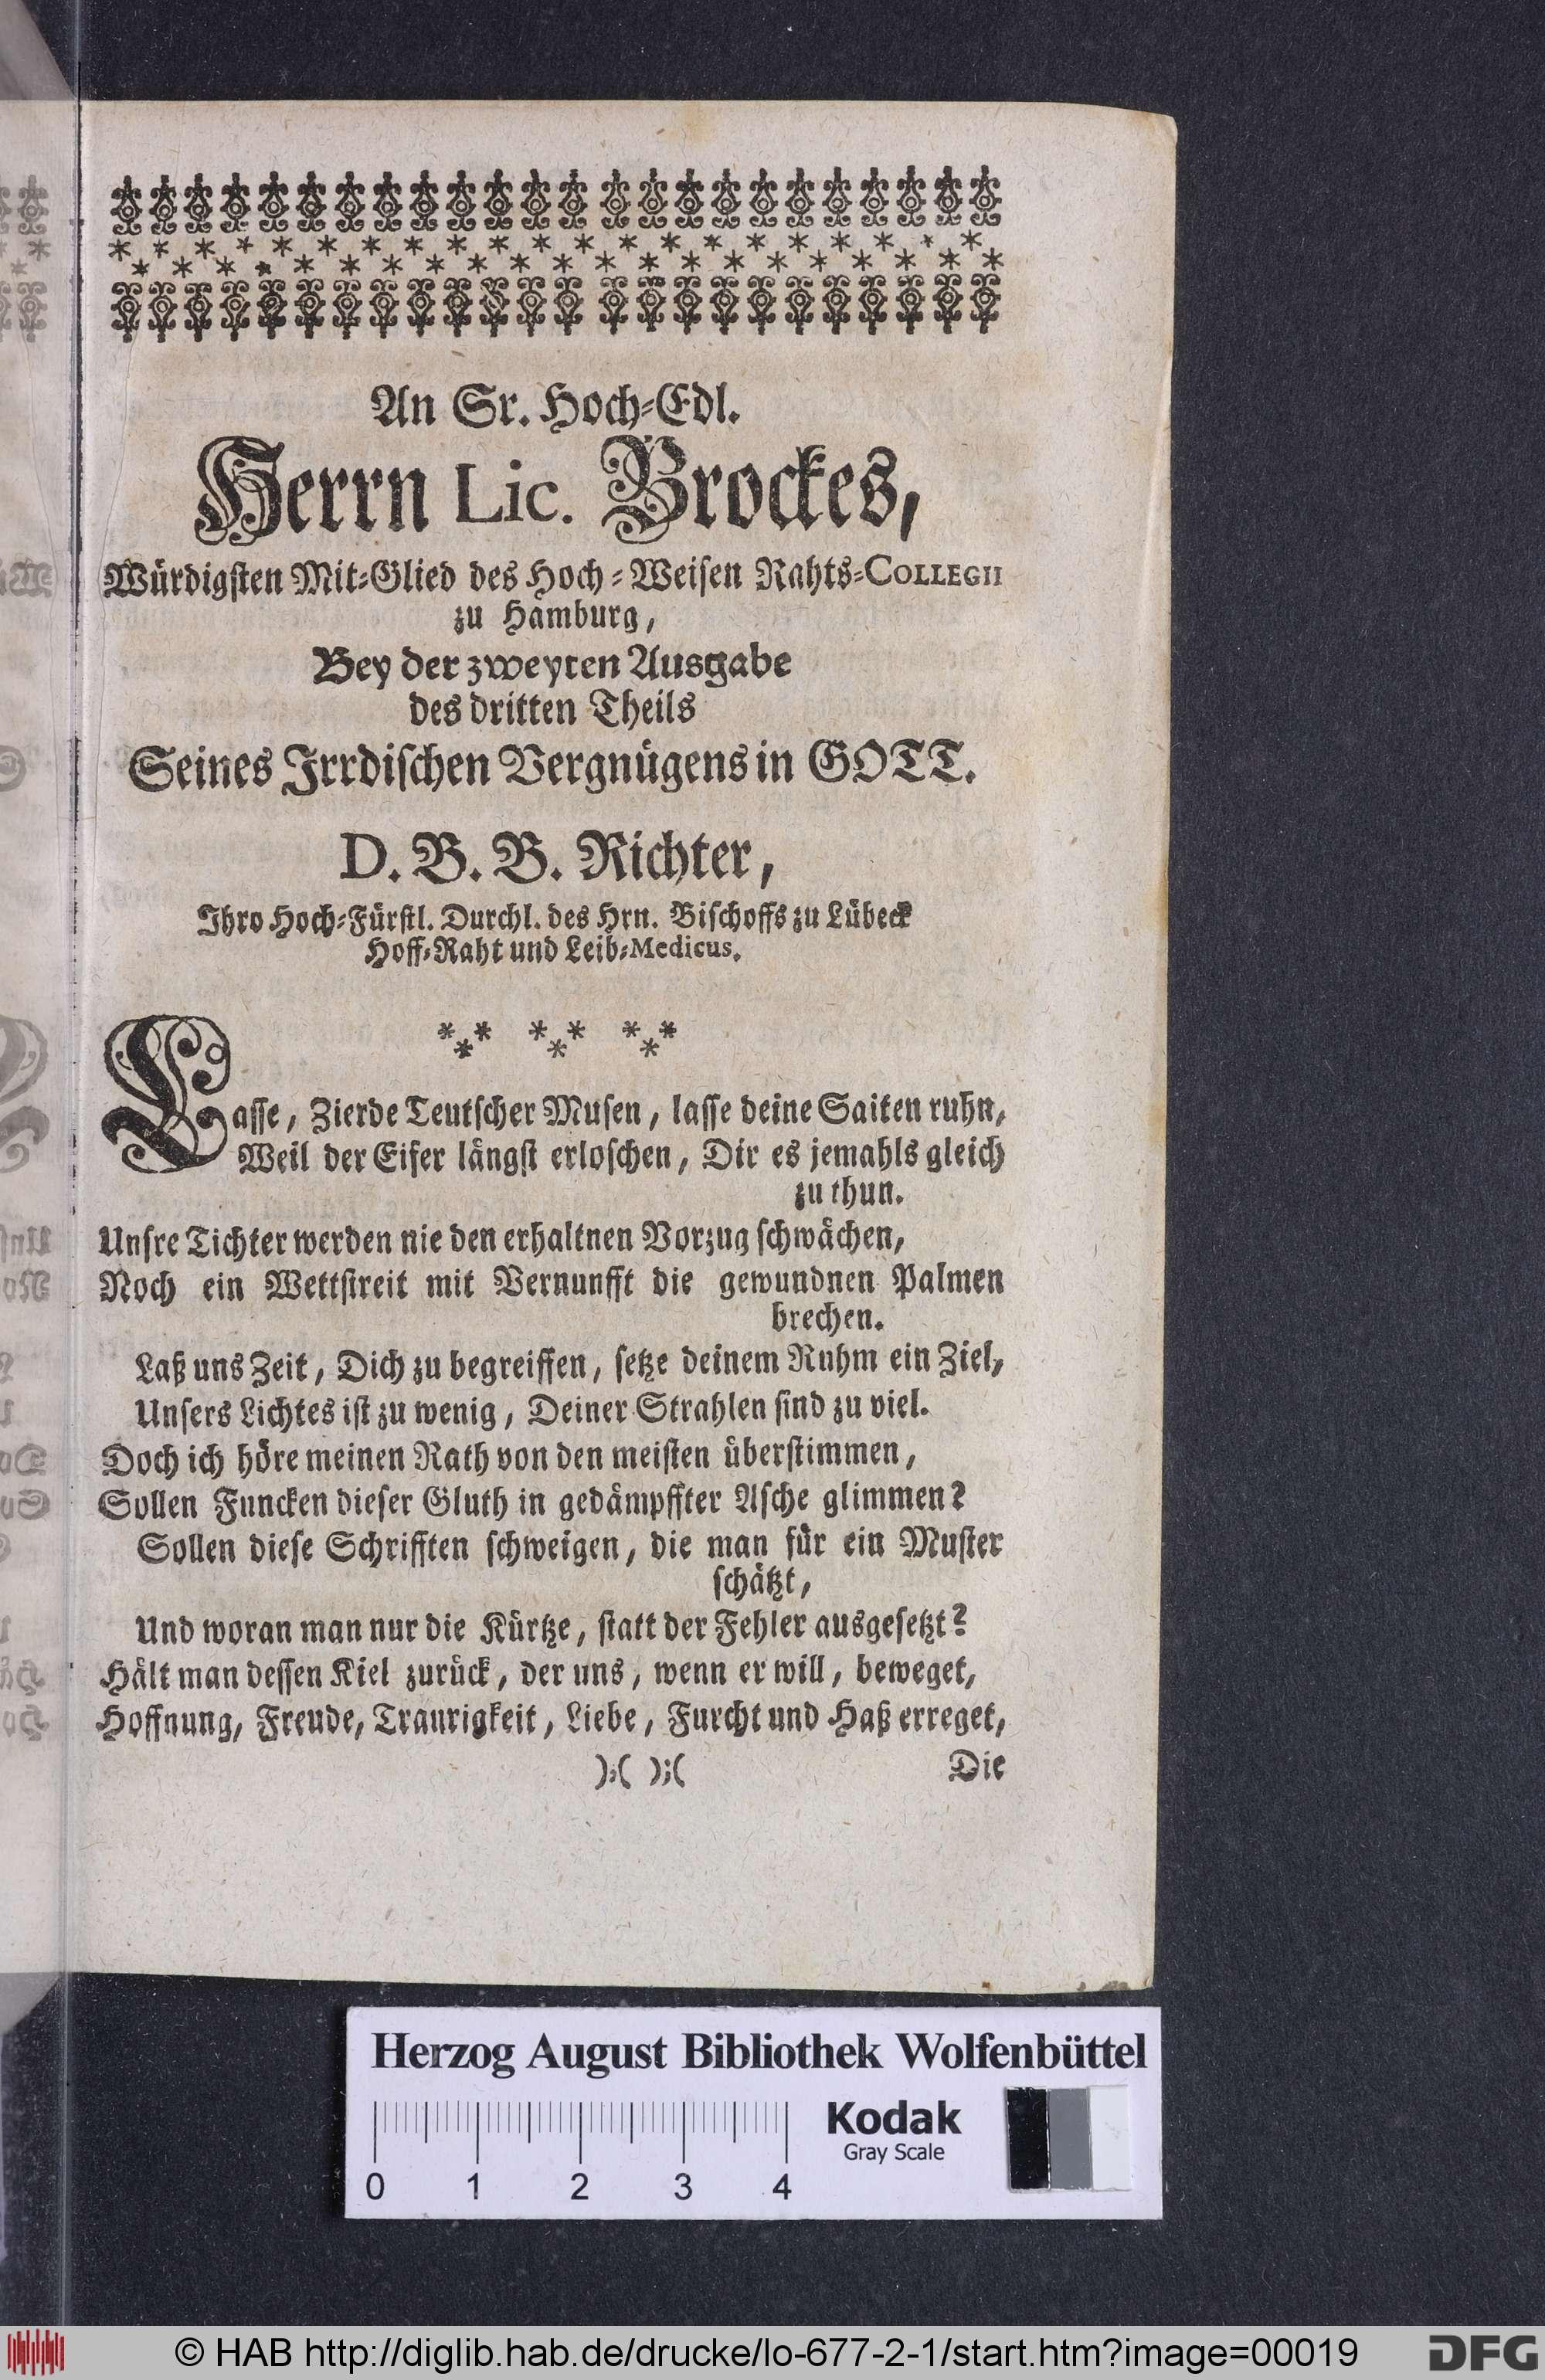 An Sr. Hoch-Edl.
Herrn Lic. Brockes,
Würdigsten Mit-Glied des Hoch-Weisen Rahts-COLLEGII
zu Hamburg,
Bey der zweyten Ausgabe
des dritten Theils
Seines Irrdischen Vergnügens in GOTT.
D. B. B. Richter,
Ihro Hoch-Fürstl. Durchl. des Hrn. Bischoffs zu Lübeck
Hoff-Raht und Leib-Medicus.
* * * * * *
* * *
Lasse, Zierde Teutscher Musen, lasse deine Saiten ruhn,
Weil der Eifer längst erloschen, Dir es jemahls gleich
zu thun.
Unsre Tichter werden nie den erhaltnen Vorzug schwächen,
Noch ein Wettstreit mit Vernunfft die gewundnen Palmen
brechen.
Laß uns Zeit, Dich zu begreiffen, setze deinem Ruhm ein Ziel,
Unsers Lichtes ist zu wenig, Deiner Strahlen sind zu viel.
Doch ich höre meinen Rath von den meisten überstimmen,
Sollen Funcken dieser Gluth in gedämpffter Asche glimmen?
Sollen diese Schrifften schweigen, die man für ein Muster
schätzt,
Und woran man nur die Kürtze, statt der Fehler ausgesetzt?
Hält man dessen Kiel zurück, der uns, wenn er will, beweget,
Hoffnung, Freude, Traurigkeit, Liebe, Furcht und Haß erreget,
):( ):( Die
Herzog August Bibliothek Wolfenbüttel
Kodak
Gray Scale
0 1 2 3 4
© HAB http://diglib.hab.de/drucke/lo-677-2-1/start.htm?image=00019
DFG